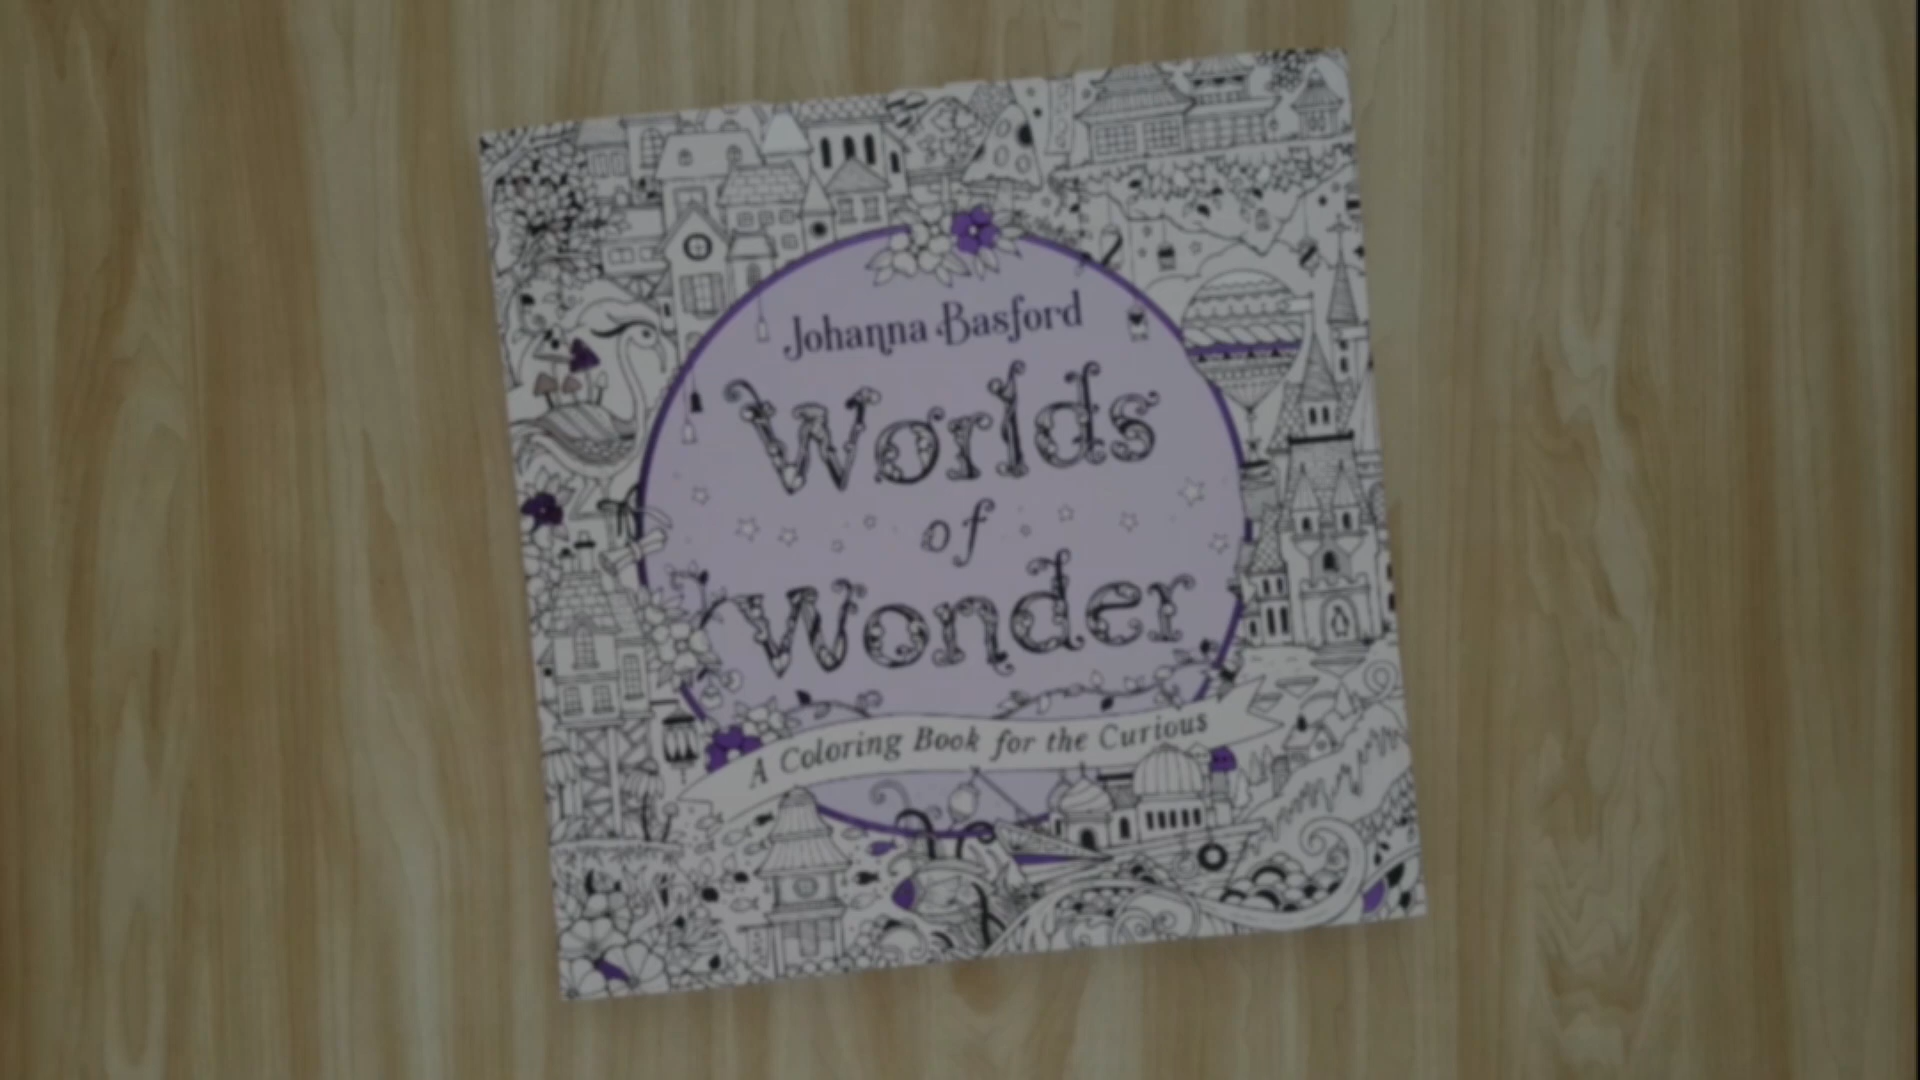 Johanna Basford
Worlds
of
Wonder
A Coloring Book for the Curious